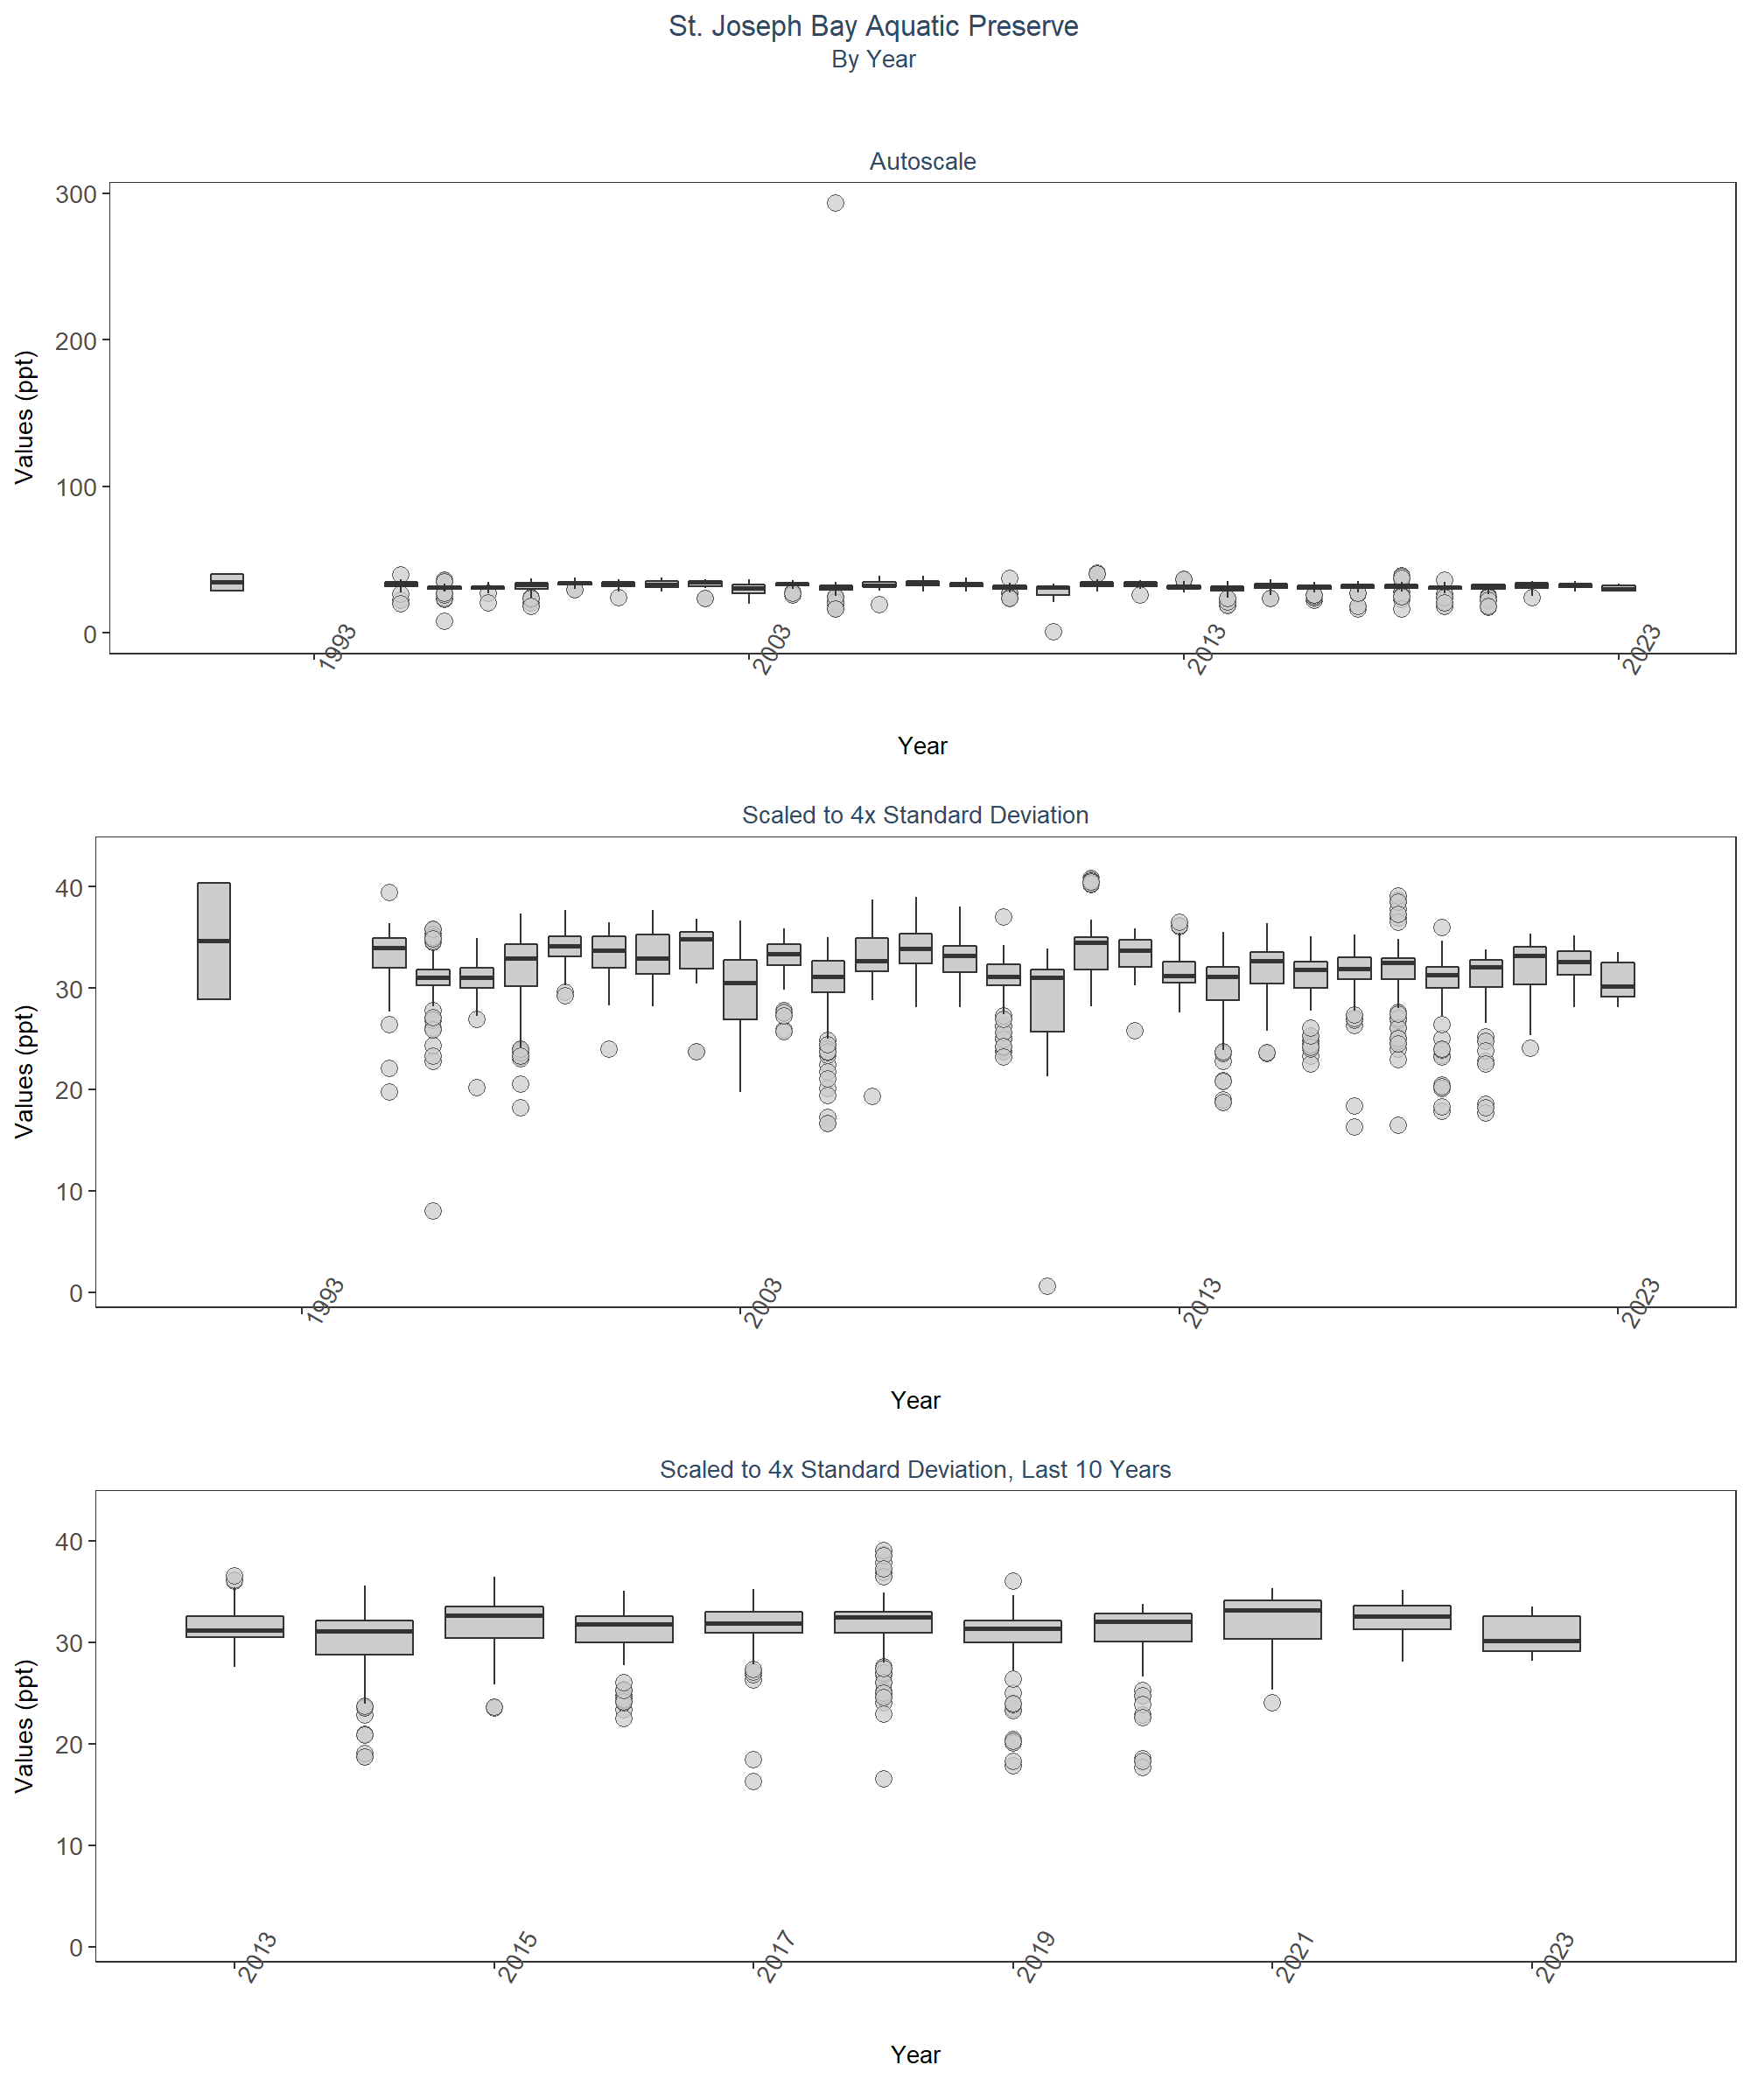 St. Joseph Bay Aquatic Preserve
By Year
Autoscale
Values (ppt)
300
200
100
0
1993 2003 2013 2023
Year
Scaled to 4x Standard Deviation
Values (ppt)
40
30
20
10
0
1993 2003 2013 2023
Year
Scaled to 4x Standard Deviation, Last 10 Years
Values (ppt)
40
30
20
10
0
2013 2015 2017 2019 2021 2023
Year